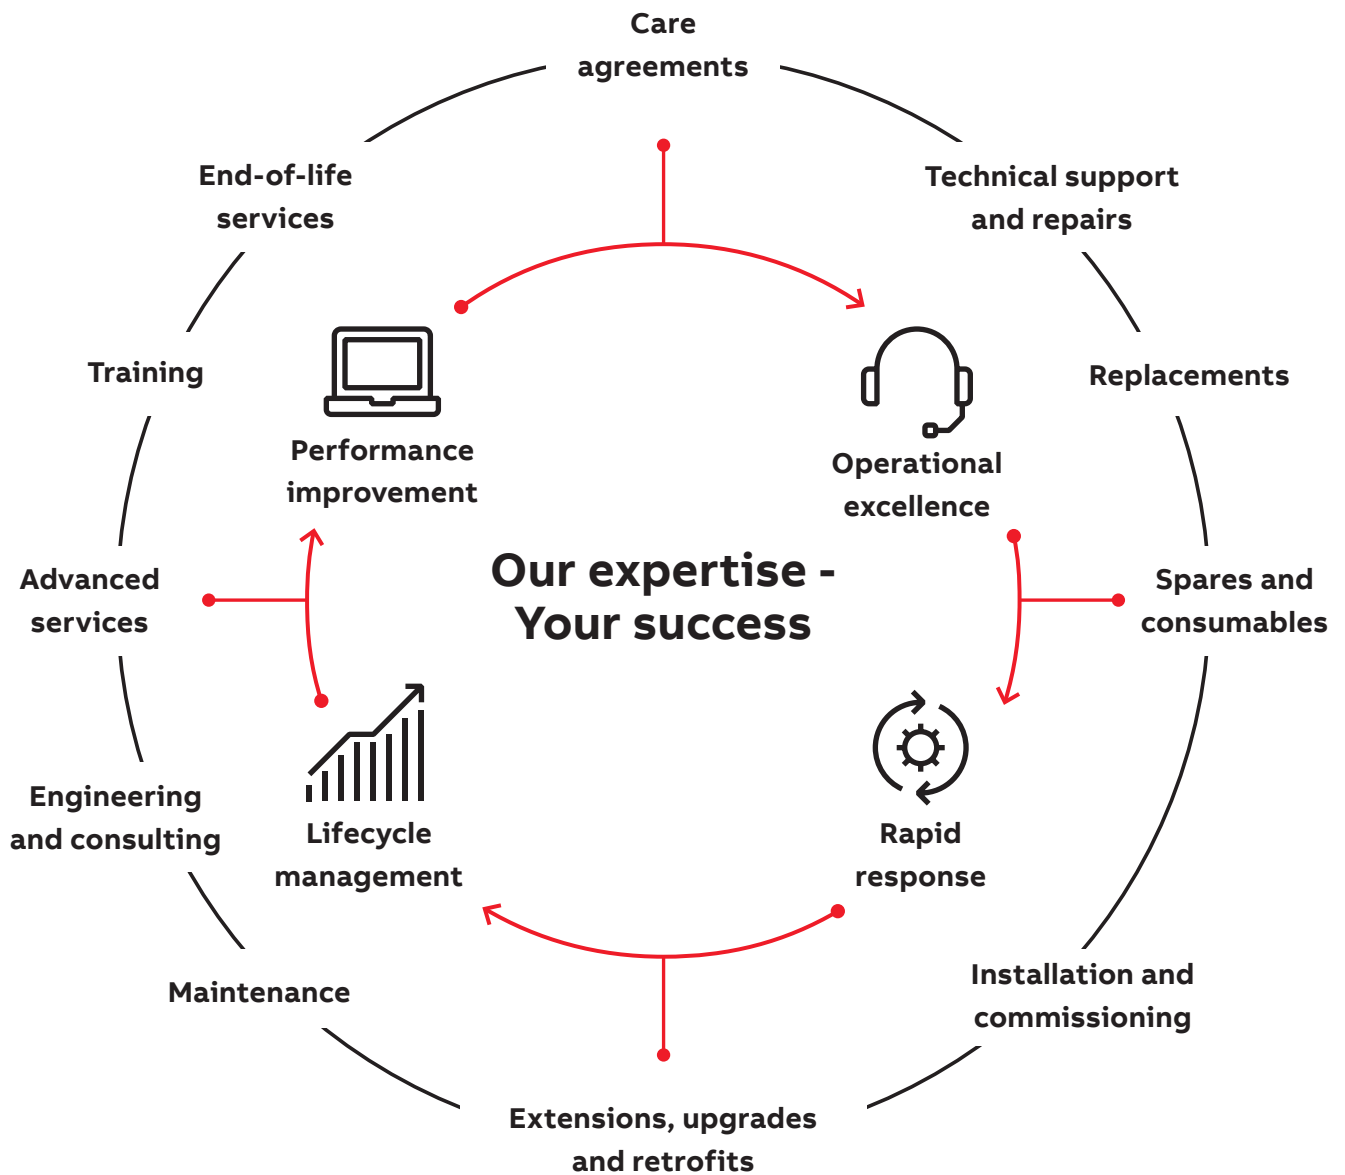 Care
agreements
End-of-life
services
Technical support
and repairs
Training
Replacements
Performance
improvement
Operational
excellence
Our expertise -
Your success
Advanced
services
Spares and
consumables
Engineering
and consulting
Lifecycle
management
Rapid
response
Maintenance
Installation and
commissioning
Extensions, upgrades
and retrofits